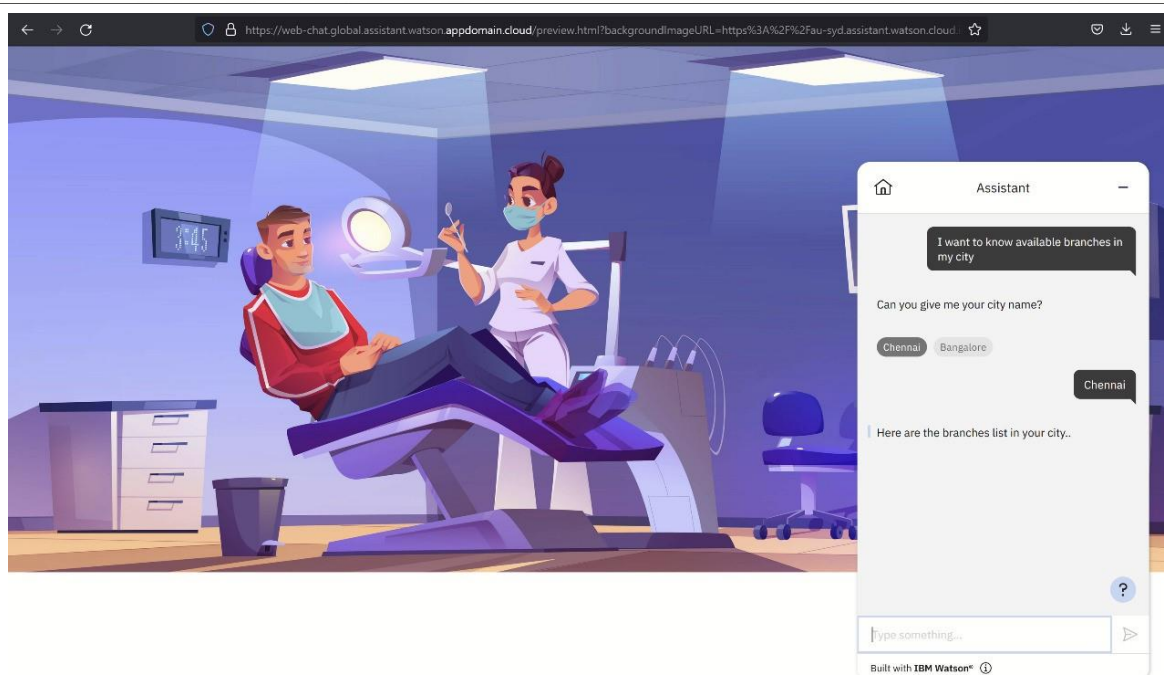 https://web-chat.global.assistant.watson.appdomain.cloud/preview.html?backgroundImageURL=https%3A%2F%2Fau-syd.assistant.watson.cloud.
3:45
Assistant
I want to know available branches in
my city
Can you give me your city name?
Chennai Bangalore
Chennai
Here are the branches list in your city..
?
Type something...
Built with IBM Watson®